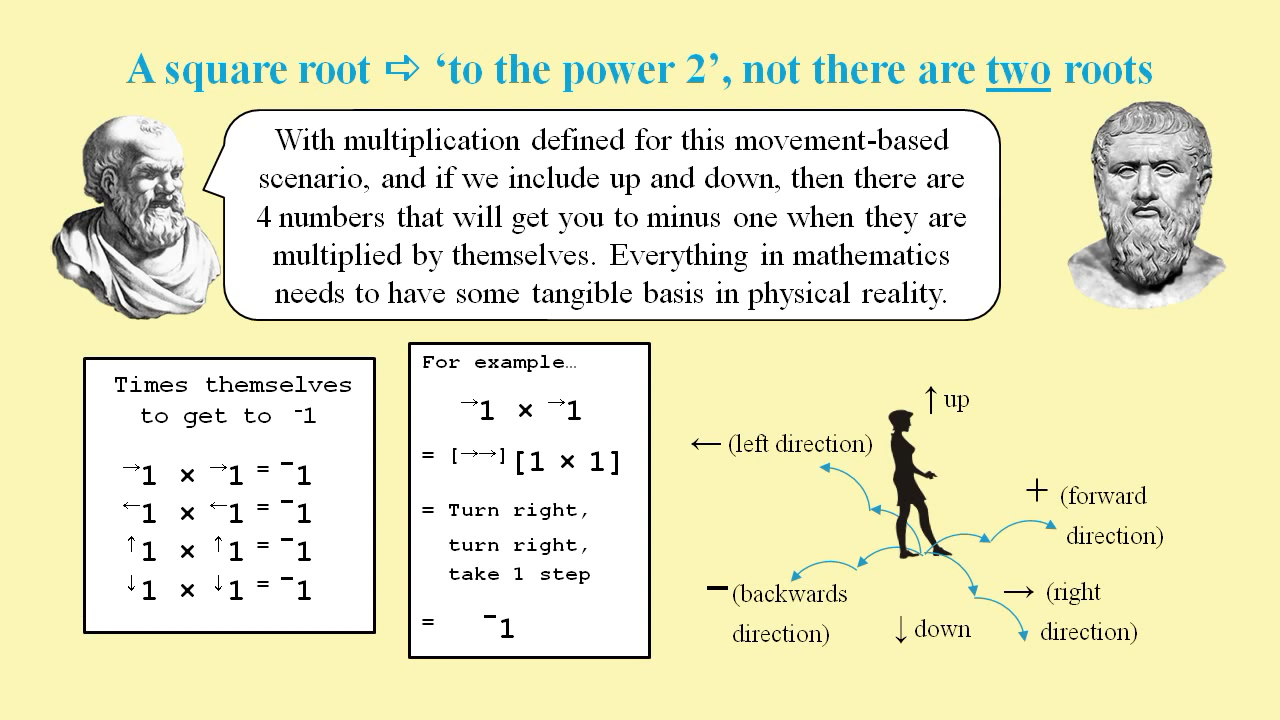 A square root ⇨ ‘to the power 2’, not there are two roots
With multiplication defined for this movement-based
scenario, and if we include up and down, then there are
4 numbers that will get you to minus one when they are
multiplied by themselves. Everything in mathematics
needs to have some tangible basis in physical reality.
Times themselves
to get to ⁻1
→1 × →1 = ⁻1
←1 × ←1 = ⁻1
↑1 × ↑1 = ⁻1
↓1 × ↓1 = ⁻1
For example…
→1 × →1
= [→→][1 × 1]
= Turn right,
turn right,
take 1 step
= ⁻1
↑ up
← (left direction)
+ (forward
direction)
− (backwards
direction)
→ (right
direction)
↓ down